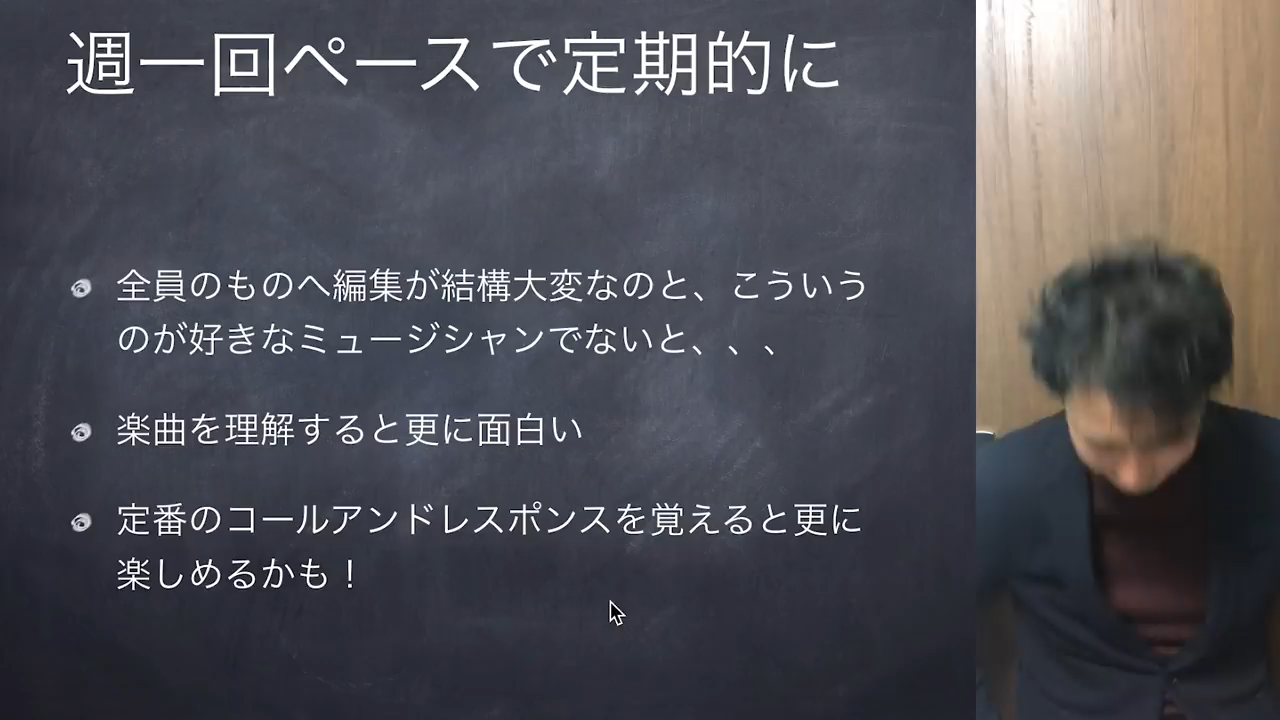 週一回ペースで定期的に
全員のものへ編集が結構大変なのと、こういう
のが好きなミュージシャンでないと、、、
楽曲を理解すると更に面白い
定番のコールアンドレスポンスを覚えると更に
楽しめるかも！